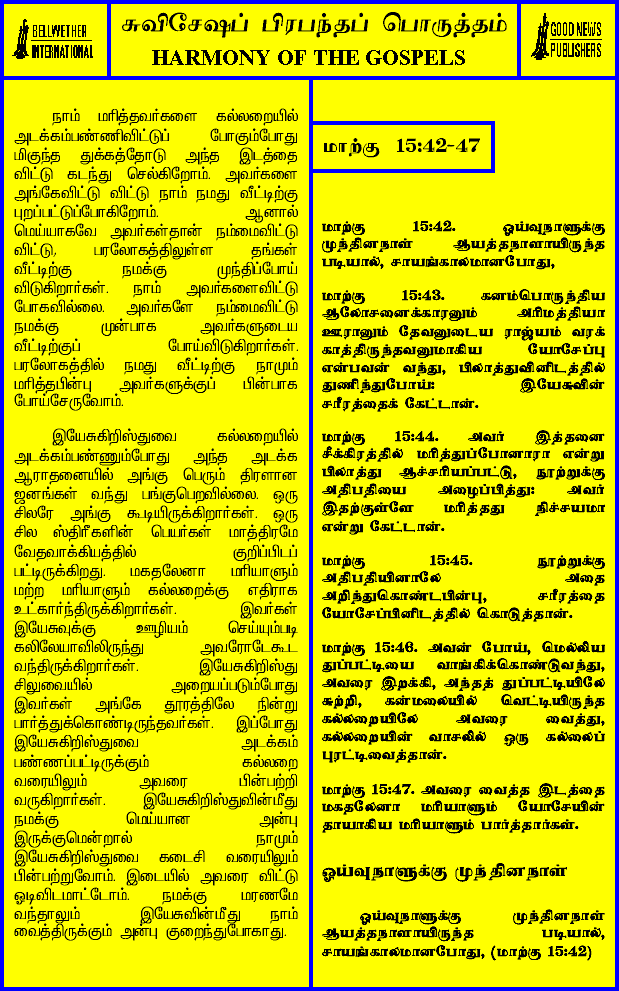 BELLWETHER
INTERNATIONAL
சுவிசேஷப் பிரபந்தப் பொருத்தம்
HARMONY OF THE GOSPELS
GOOD NEWS
PUBLISHERS
நாம் மரித்தவர்களை கல்லறையில்
அடக்கம்பண்ணிவிட்டுப் போகும்போது
மிகுந்த துக்கத்தோடு அந்த இடத்தை
விட்டு கடந்து செல்கிறோம். அவர்களை
அங்கேவிட்டு விட்டு நாம் நமது வீட்டிற்கு
புறப்பட்டுப்போகிறோம். ஆனால்
மெய்யாகவே அவர்கள்தான் நம்மைவிட்டு
விட்டு, பரலோகத்திலுள்ள தங்கள்
வீட்டிற்கு நமக்கு முந்திப்போய்
விடுகிறார்கள். நாம் அவர்களைவிட்டு
போகவில்லை. அவர்களே நம்மைவிட்டு
நமக்கு முன்பாக அவர்களுடைய
வீட்டிற்குப் போய்விடுகிறார்கள்.
பரலோகத்தில் நமது வீட்டிற்கு நாமும்
மரித்தபின்பு அவர்களுக்குப் பின்பாக
போய்சேருவோம்.
இயேசுகிறிஸ்துவை கல்லறையில்
அடக்கம்பண்ணும்போது அந்த அடக்க
ஆராதனையில் அங்கு பெரும் திரளான
ஜனங்கள் வந்து பங்குபெறவில்லை. ஒரு
சிலரே அங்கு கூடியிருக்கிறார்கள். ஒரு
சில ஸ்திரீகளின் பெயர்கள் மாத்திரமே
வேதவாக்கியத்தில் குறிப்பிடப்
பட்டிருக்கிறது. மகதலேனா மரியாளும்
மற்ற மரியாளும் கல்லறைக்கு எதிராக
உட்கார்ந்திருக்கிறார்கள். இவர்கள்
இயேசுவுக்கு ஊழியம் செய்யும்படி
கலிலேயாவிலிருந்து அவரோடேகூட
வந்திருக்கிறார்கள். இயேசுகிறிஸ்து
சிலுவையில் அறையப்படும்போது
இவர்கள் அங்கே தூரத்திலே நின்று
பார்த்துக்கொண்டிருந்தவர்கள். இப்போது
இயேசுகிறிஸ்துவை அடக்கம்
பண்ணப்பட்டிருக்கும் கல்லறை
வரையிலும் அவரை பின்பற்றி
வருகிறார்கள். இயேசுகிறிஸ்துவின்மீது
நமக்கு மெய்யான அன்பு
இருக்குமென்றால் நாமும்
இயேசுகிறிஸ்துவை கடைசி வரையிலும்
பின்பற்றுவோம். இடையில் அவரை விட்டு
ஓடிவிடமாட்டோம். நமக்கு மரணமே
வந்தாலும் இயேசுவின்மீது நாம்
வைத்திருக்கும் அன்பு குறைந்துபோகாது.
மாற்கு 15:42-47
மாற்கு 15:42. ஓய்வுநாளுக்கு
முந்தினநாள் ஆயத்தநாளாயிருந்த
படியால், சாயங்காலமானபோது,
மாற்கு 15:43. கனம்பொருந்திய
ஆலோசனைக்காரனும் அரிமத்தியா
ஊரானும் தேவனுடைய ராஜ்யம் வரக்
காத்திருந்தவனுமாகிய யோசேப்பு
என்பவன் வந்து, பிலாத்துவினிடத்தில்
துணிந்துபோய்: இயேசுவின்
சரீரத்தைக் கேட்டான்.
மாற்கு 15:44. அவர் இத்தனை
சீக்கிரத்தில் மரித்துப்போனாரா என்று
பிலாத்து ஆச்சரியப்பட்டு, நூற்றுக்கு
அதிபதியை அழைப்பித்து: அவர்
இதற்குள்ளே மரித்தது நிச்சயமா
என்று கேட்டான்.
மாற்கு 15:45. நூற்றுக்கு
அதிபதியினாலே அதை
அறிந்துகொண்டபின்பு, சரீரத்தை
யோசேப்பினிடத்தில் கொடுத்தான்.
மாற்கு 15:46. அவன் போய், மெல்லிய
துப்பட்டியை வாங்கிக்கொண்டுவந்து,
அவரை இறக்கி, அந்தத் துப்பட்டியிலே
சுற்றி, கன்மலையில் வெட்டியிருந்த
கல்லறையிலே அவரை வைத்து,
கல்லறையின் வாசலில் ஒரு கல்லைப்
புரட்டிவைத்தான்.
மாற்கு 15:47. அவரை வைத்த இடத்தை
மகதலேனா மரியாளும் யோசேயின்
தாயாகிய மரியாளும் பார்த்தார்கள்.
ஓய்வுநாளுக்கு முந்தினநாள்
ஓய்வுநாளுக்கு முந்தினநாள்
ஆயத்தநாளாயிருந்த படியால்,
சாயங்காலமானபோது, (மாற்கு 15:42)